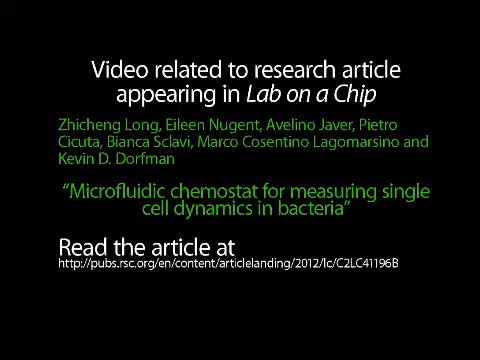 Video related to research article
appearing in Lab on a Chip
Zhicheng Long, Eileen Nugent, Avelino Javer, Pietro
Cicuta, Bianca Sclavi, Marco Cosentino Lagomarsino and
Kevin D. Dorfman
“Microfluidic chemostat for measuring single
cell dynamics in bacteria”
Read the article at
http://pubs.rsc.org/en/content/articlelanding/2012/lc/C2LC41196B